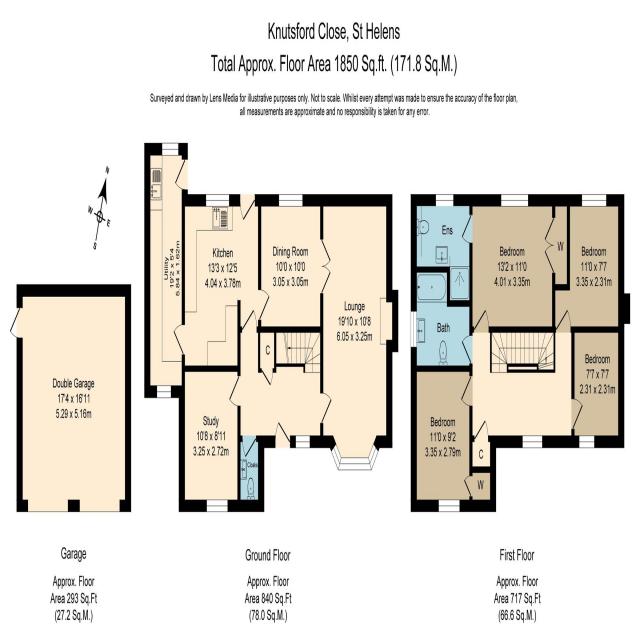 Knutsford Close, St Helens
Total Approx. Floor Area 1850 Sq.ft. (171.8 Sq.M.)
Surveyed and drawn by Lens Media for illustrative purposes only. Not to scale. Whilst every attempt was made to ensure the accuracy of the floor plan,
all measurements are approximate and no responsibility is taken for any error.
N
W
E
S
Utility
19'2 x 5'4
5.84 x 1.62m
Kitchen
13'3 x 12'5
4.04 x 3.78m
Dining Room
10'0 x 10'0
3.05 x 3.05m
Lounge
19'10 x 10'8
6.05 x 3.25m
C
Study
10'8 x 8'11
3.25 x 2.72m
Cloaks
Double Garage
17'4 x 16'11
5.29 x 5.16m
Ens
Bedroom
13'2 x 11'0
4.01 x 3.35m
W
Bedroom
11'0 x 7'7
3.35 x 2.31m
Bath
Bedroom
7'7 x 7'7
2.31 x 2.31m
Bedroom
11'0 x 9'2
3.35 x 2.79m
C
W
Garage
Approx. Floor
Area 293 Sq.Ft
(27.2 Sq.M.)
Ground Floor
Approx. Floor
Area 840 Sq.Ft
(78.0 Sq.M.)
First Floor
Approx. Floor
Area 717 Sq.Ft
(66.6 Sq.M.)